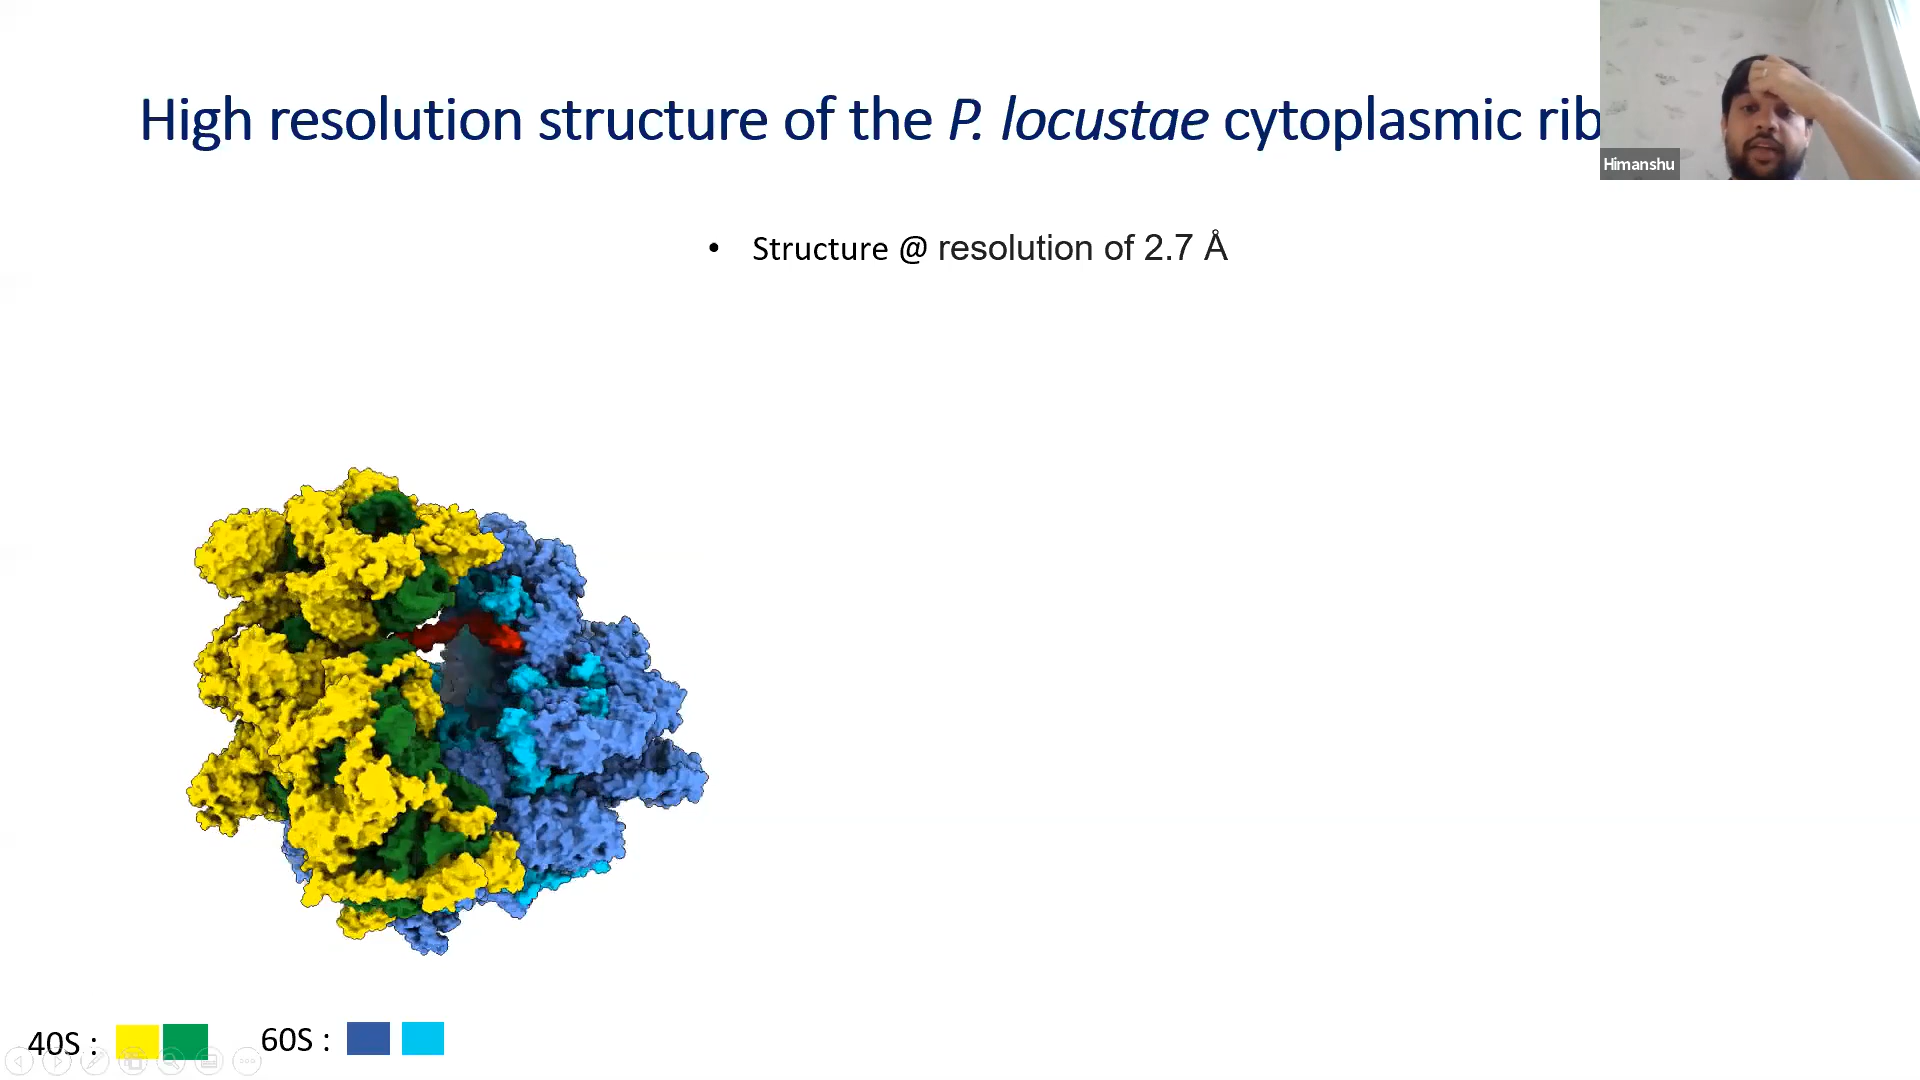 High resolution structure of the P. locustae cytoplasmic rib
Himanshu
• Structure @ resolution of 2.7 Å
40S :
60S :